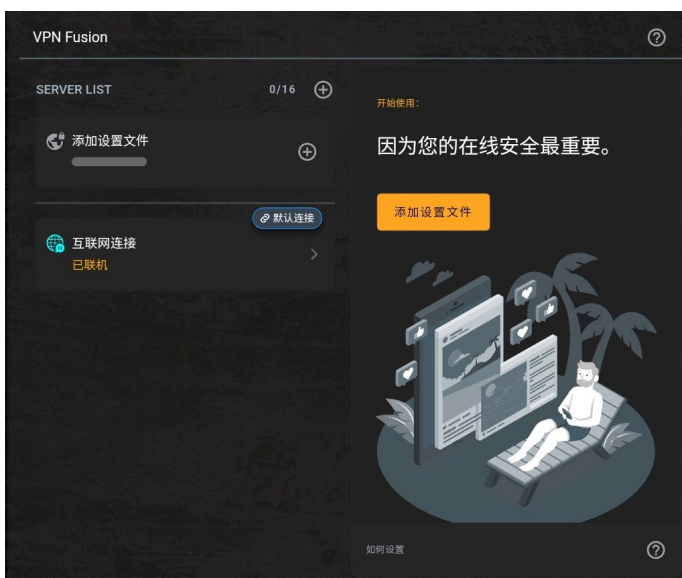 VPN Fusion
SERVER LIST 0/16
添加设置文件
默认连接
互联网连接
已联机
开始使用：
因为您的在线安全最重要。
添加设置文件
如何设置